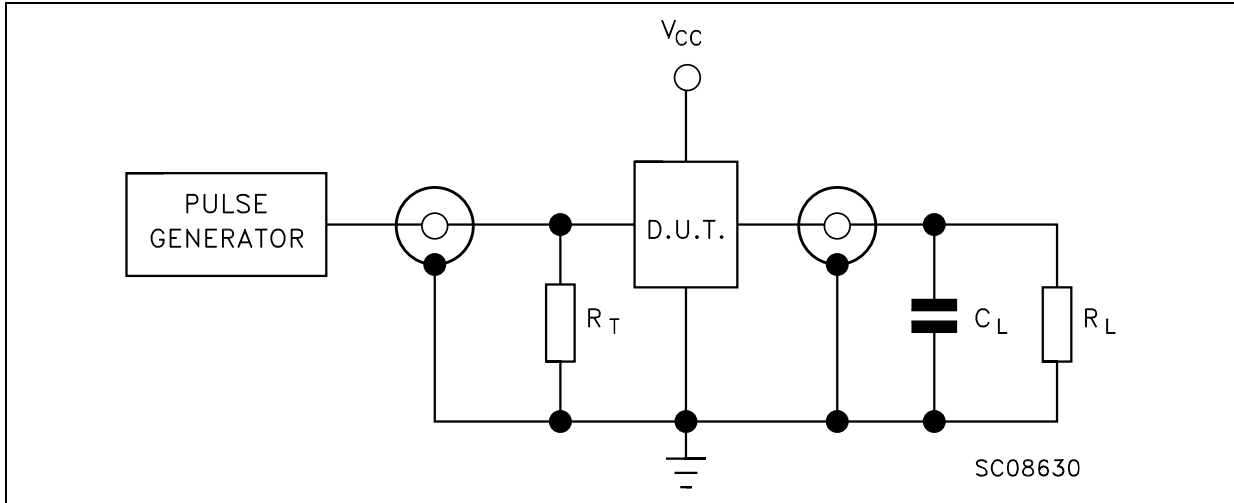 VCC
PULSE
GENERATOR
D.U.T.
RT
CL
RL
SC08630